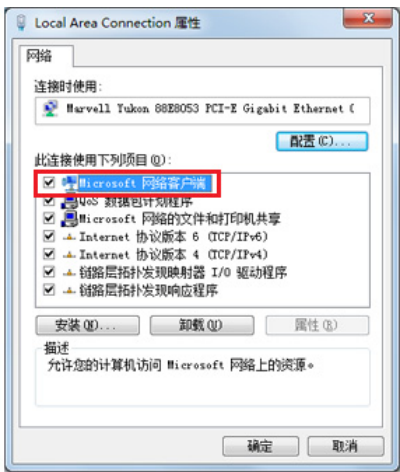 Local Area Connection 属性
网络
连接时使用:
Marvell Yukon 88E8053 PCI-E Gigabit Ethernet C
配置(C)...
此连接使用下列项目(O):
Microsoft 网络客户端
QoS 数据包计划程序
Microsoft 网络的文件和打印机共享
Internet 协议版本 6 (TCP/IPv6)
Internet 协议版本 4 (TCP/IPv4)
链路层拓扑发现映射器 I/O 驱动程序
链路层拓扑发现响应程序
安装(N)... 卸载(U) 属性(R)
描述
允许您的计算机访问 Microsoft 网络上的资源。
确定 取消